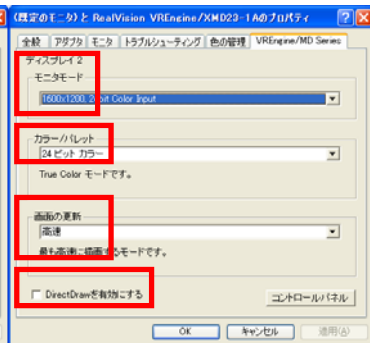 (既定のモニタ) と RealVision VREngine/XMD23-1Aのプロパティ
全般 アダプタ モニタ トラブルシューティング 色の管理 VREngine/MD Series
ディスプレイ 2
モニタモード
1600x1200, 24bit Color Input
カラー/パレット
24 ビット カラー
True Color モードです。
画面の更新
高速
最も高速に描画するモードです。
DirectDrawを有効にする
コントロールパネル
OK キャンセル 適用(A)